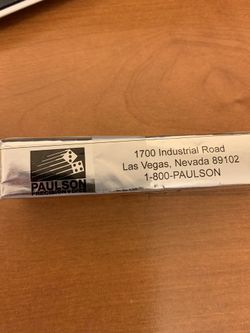 PAULSON
1700 Industrial Road
Las Vegas, Nevada 89102
1-800-PAULSON